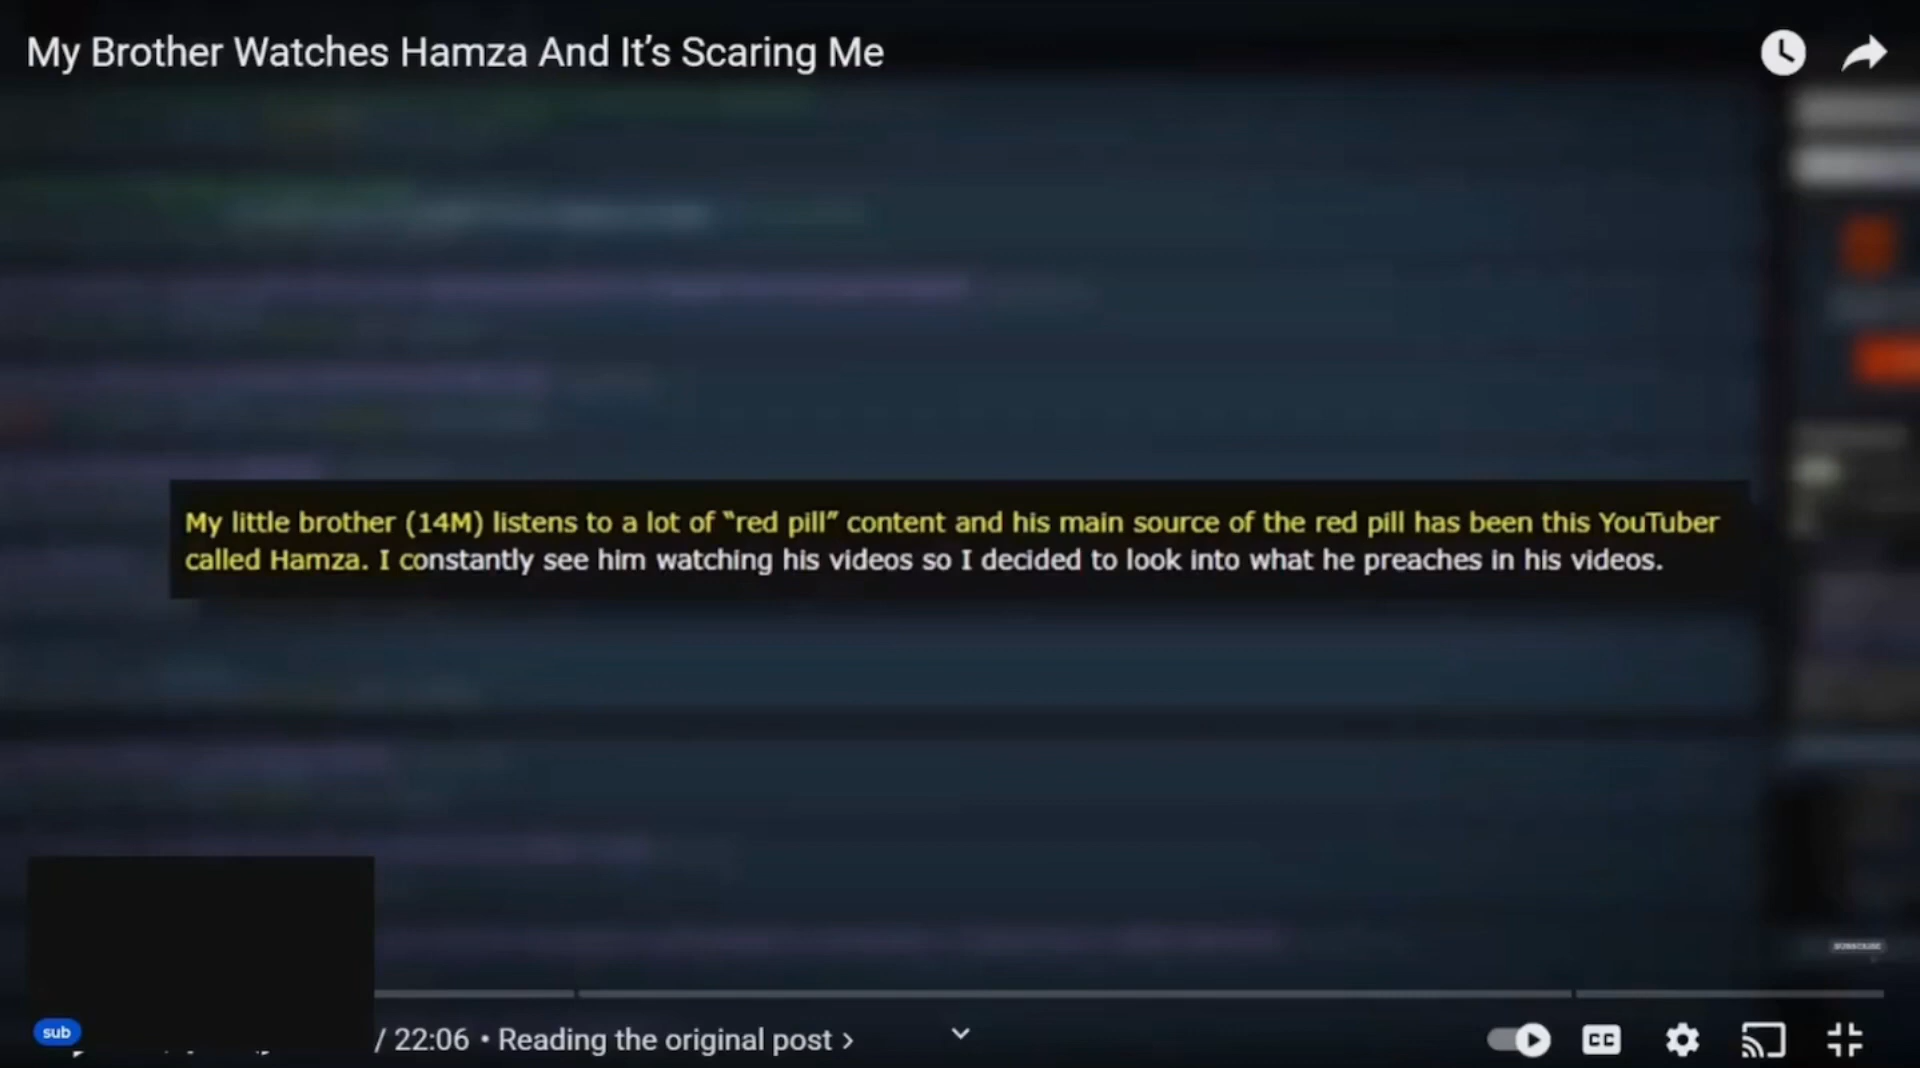 My Brother Watches Hamza And It's Scaring Me
My little brother (14M) listens to a lot of “red pill” content and his main source of the red pill has been this YouTuber
called Hamza. I constantly see him watching his videos so I decided to look into what he preaches in his videos.
SUBSCRIBE
sub
/ 22:06 • Reading the original post ›
CC